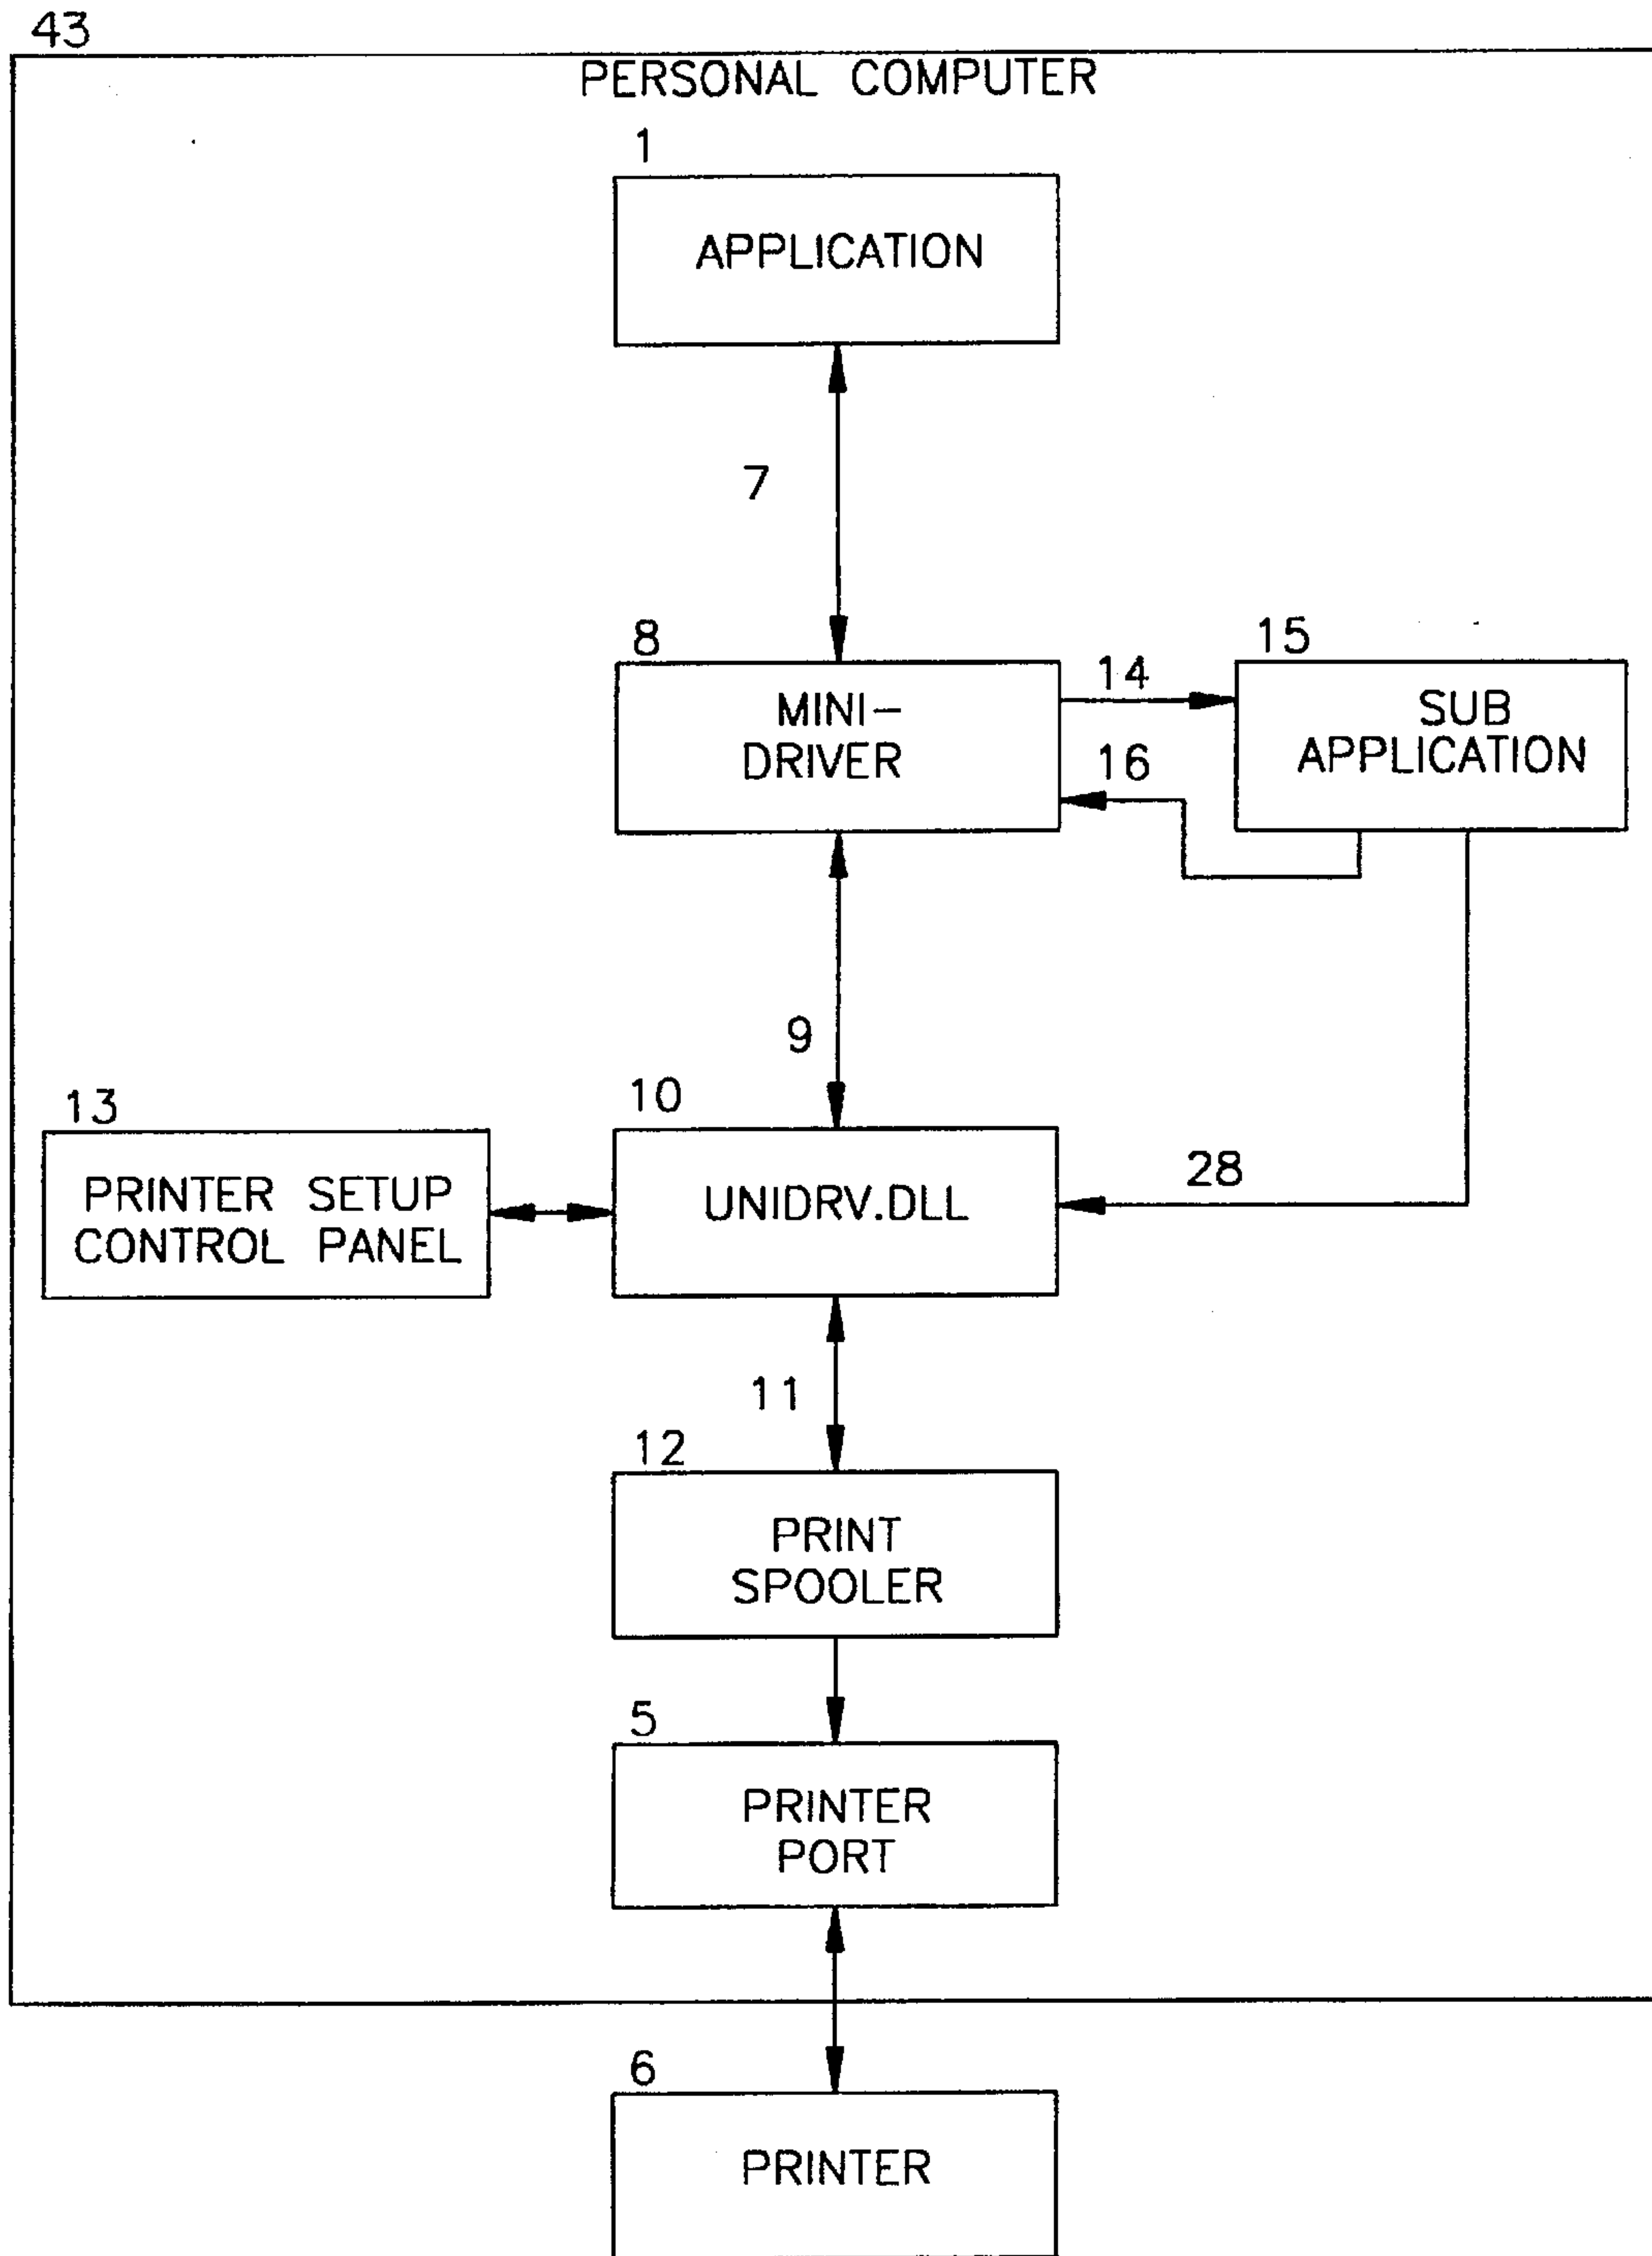 43
PERSONAL COMPUTER
1
APPLICATION
7
8
MINI-
DRIVER
14
16
15
SUB
APPLICATION
9
10
UNIDRV.DLL
28
13
PRINTER SETUP
CONTROL PANEL
11
12
PRINT
SPOOLER
5
PRINTER
PORT
6
PRINTER